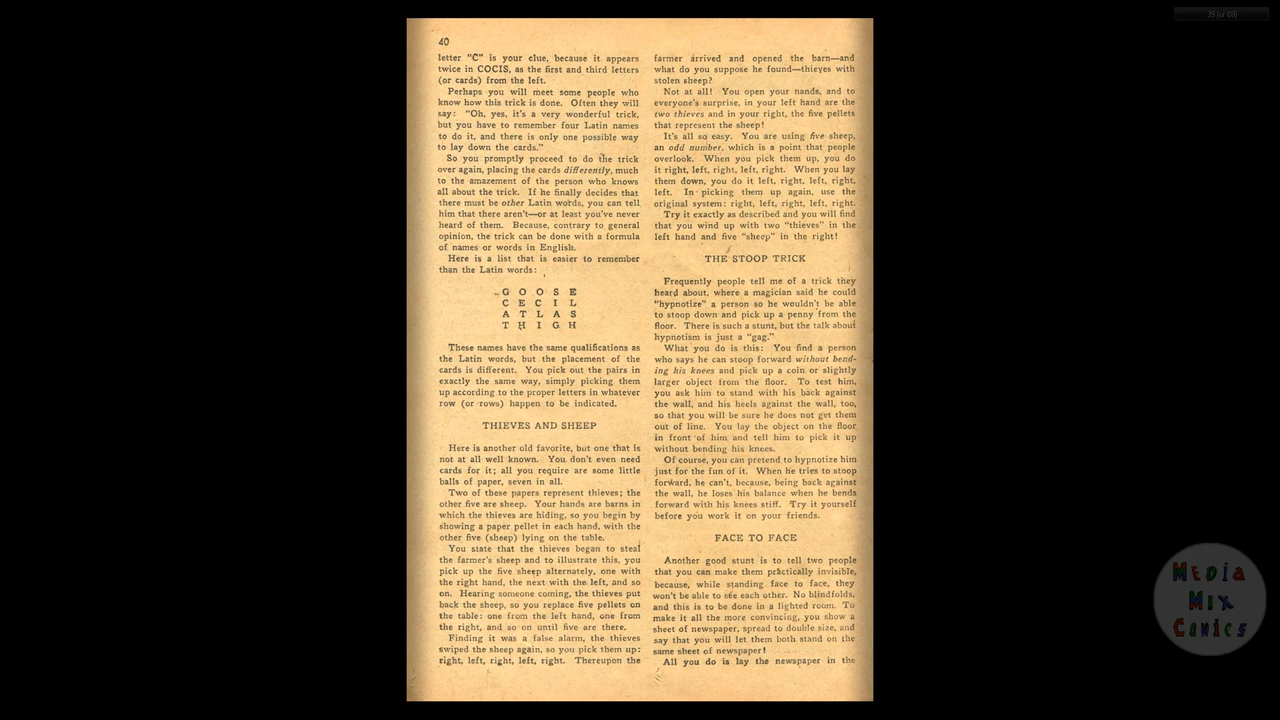 39 (of 68)
40
letter "C" is your clue, because it appears
twice in COCIS, as the first and third letters
(or cards) from the left.
Perhaps you will meet some people who
know how this trick is done. Often they will
say: "Oh, yes, it's a very wonderful trick,
but you have to remember four Latin names
to do it, and there is only one possible way
to lay down the cards."
So you promptly proceed to do the trick
over again, placing the cards differently, much
to the amazement of the person who knows
all about the trick. If he finally decides that
there must be other Latin words, you can tell
him that there aren't—or at least you've never
heard of them. Because, contrary to general
opinion, the trick can be done with a formula
of names or words in English.
Here is a list that is easier to remember
than the Latin words:
G O O S E
C E C I L
A T L A S
T H I G H
These names have the same qualifications as
the Latin words, but the placement of the
cards is different. You pick out the pairs in
exactly the same way, simply picking them
up according to the proper letters in whatever
row (or rows) happen to be indicated.
THIEVES AND SHEEP
Here is another old favorite, but one that is
not at all well known. You don't even need
cards for it; all you require are some little
balls of paper, seven in all.
Two of these papers represent thieves; the
other five are sheep. Your hands are barns in
which the thieves are hiding, so you begin by
showing a paper pellet in each hand, with the
other five (sheep) lying on the table.
You state that the thieves began to steal
the farmer's sheep and to illustrate this, you
pick up the five sheep alternately, one with
the right hand, the next with the left, and so
on. Hearing someone coming, the thieves put
back the sheep, so you replace five pellets on
the table: one from the left hand, one from
the right, and so on until five are there.
Finding it was a false alarm, the thieves
swiped the sheep again, so you pick them up:
right, left, right, left, right. Thereupon the
farmer arrived and opened the barn—and
what do you suppose he found—thieves with
stolen sheep?
Not at all! You open your hands, and to
everyone's surprise, in your left hand are the
two thieves and in your right, the five pellets
that represent the sheep!
It's all so easy. You are using five sheep,
an odd number, which is a point that people
overlook. When you pick them up, you do
it right, left, right, left, right. When you lay
them down, you do it left, right, left, right,
left. In picking them up again, use the
original system: right, left, right, left, right.
Try it exactly as described and you will find
that you wind up with two "thieves" in the
left hand and five "sheep" in the right!
THE STOOP TRICK
Frequently people tell me of a trick they
heard about, where a magician said he could
"hypnotize" a person so he wouldn't be able
to stoop down and pick up a penny from the
floor. There is such a stunt, but the talk about
hypnotism is just a "gag."
What you do is this: You find a person
who says he can stoop forward without bend-
ing his knees and pick up a coin or slightly
larger object from the floor. To test him,
you ask him to stand with his back against
the wall, and his heels against the wall, too,
so that you will be sure he does not get them
out of line. You lay the object on the floor
in front of him and tell him to pick it up
without bending his knees.
Of course, you can pretend to hypnotize him
just for the fun of it. When he tries to stoop
forward, he can't, because, being back against
the wall, he loses his balance when he bends
forward with his knees stiff. Try it yourself
before you work it on your friends.
FACE TO FACE
Another good stunt is to tell two people
that you can make them practically invisible,
because, while standing face to face, they
won't be able to see each other. No blindfolds,
and this is to be done in a lighted room. To
make it all the more convincing, you show a
sheet of newspaper, spread to double size, and
say that you will let them both stand on the
same sheet of newspaper!
All you do is lay the newspaper in the
MEDIA
MIX
COMICS